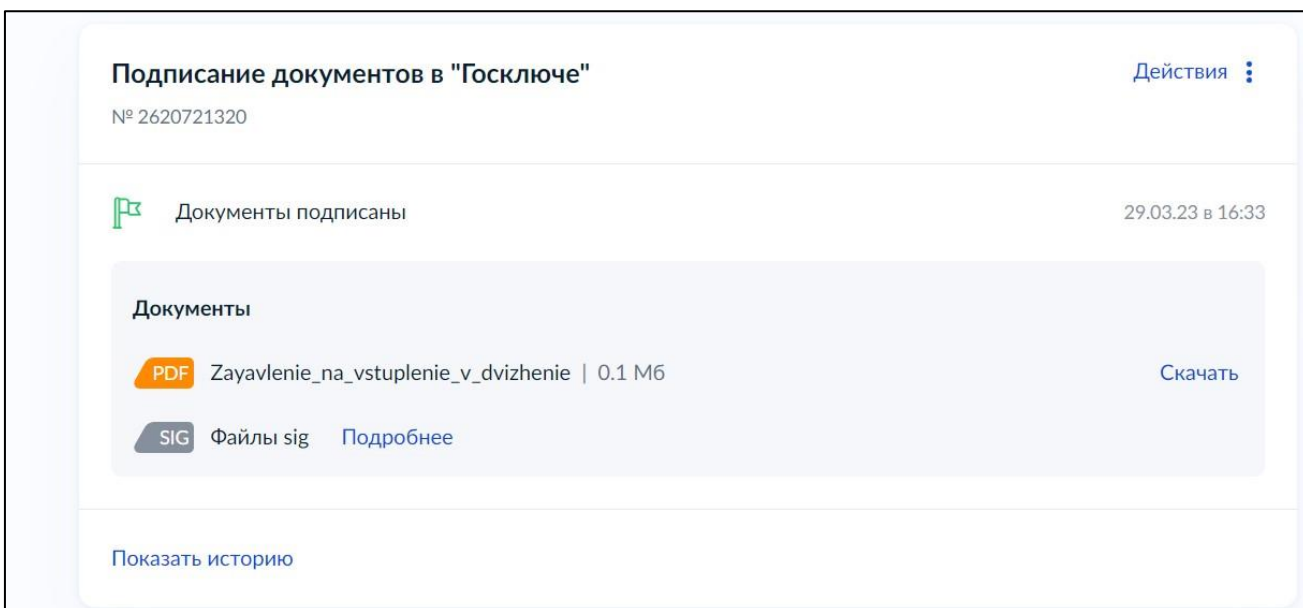 Подписание документов в "Госключе"
Действия
№ 2620721320
Документы подписаны
29.03.23 в 16:33
Документы
PDF Zayavlenie_na_vstuplenie_v_dvizhenie | 0.1 Мб
Скачать
SIG Файлы sig Подробнее
Показать историю